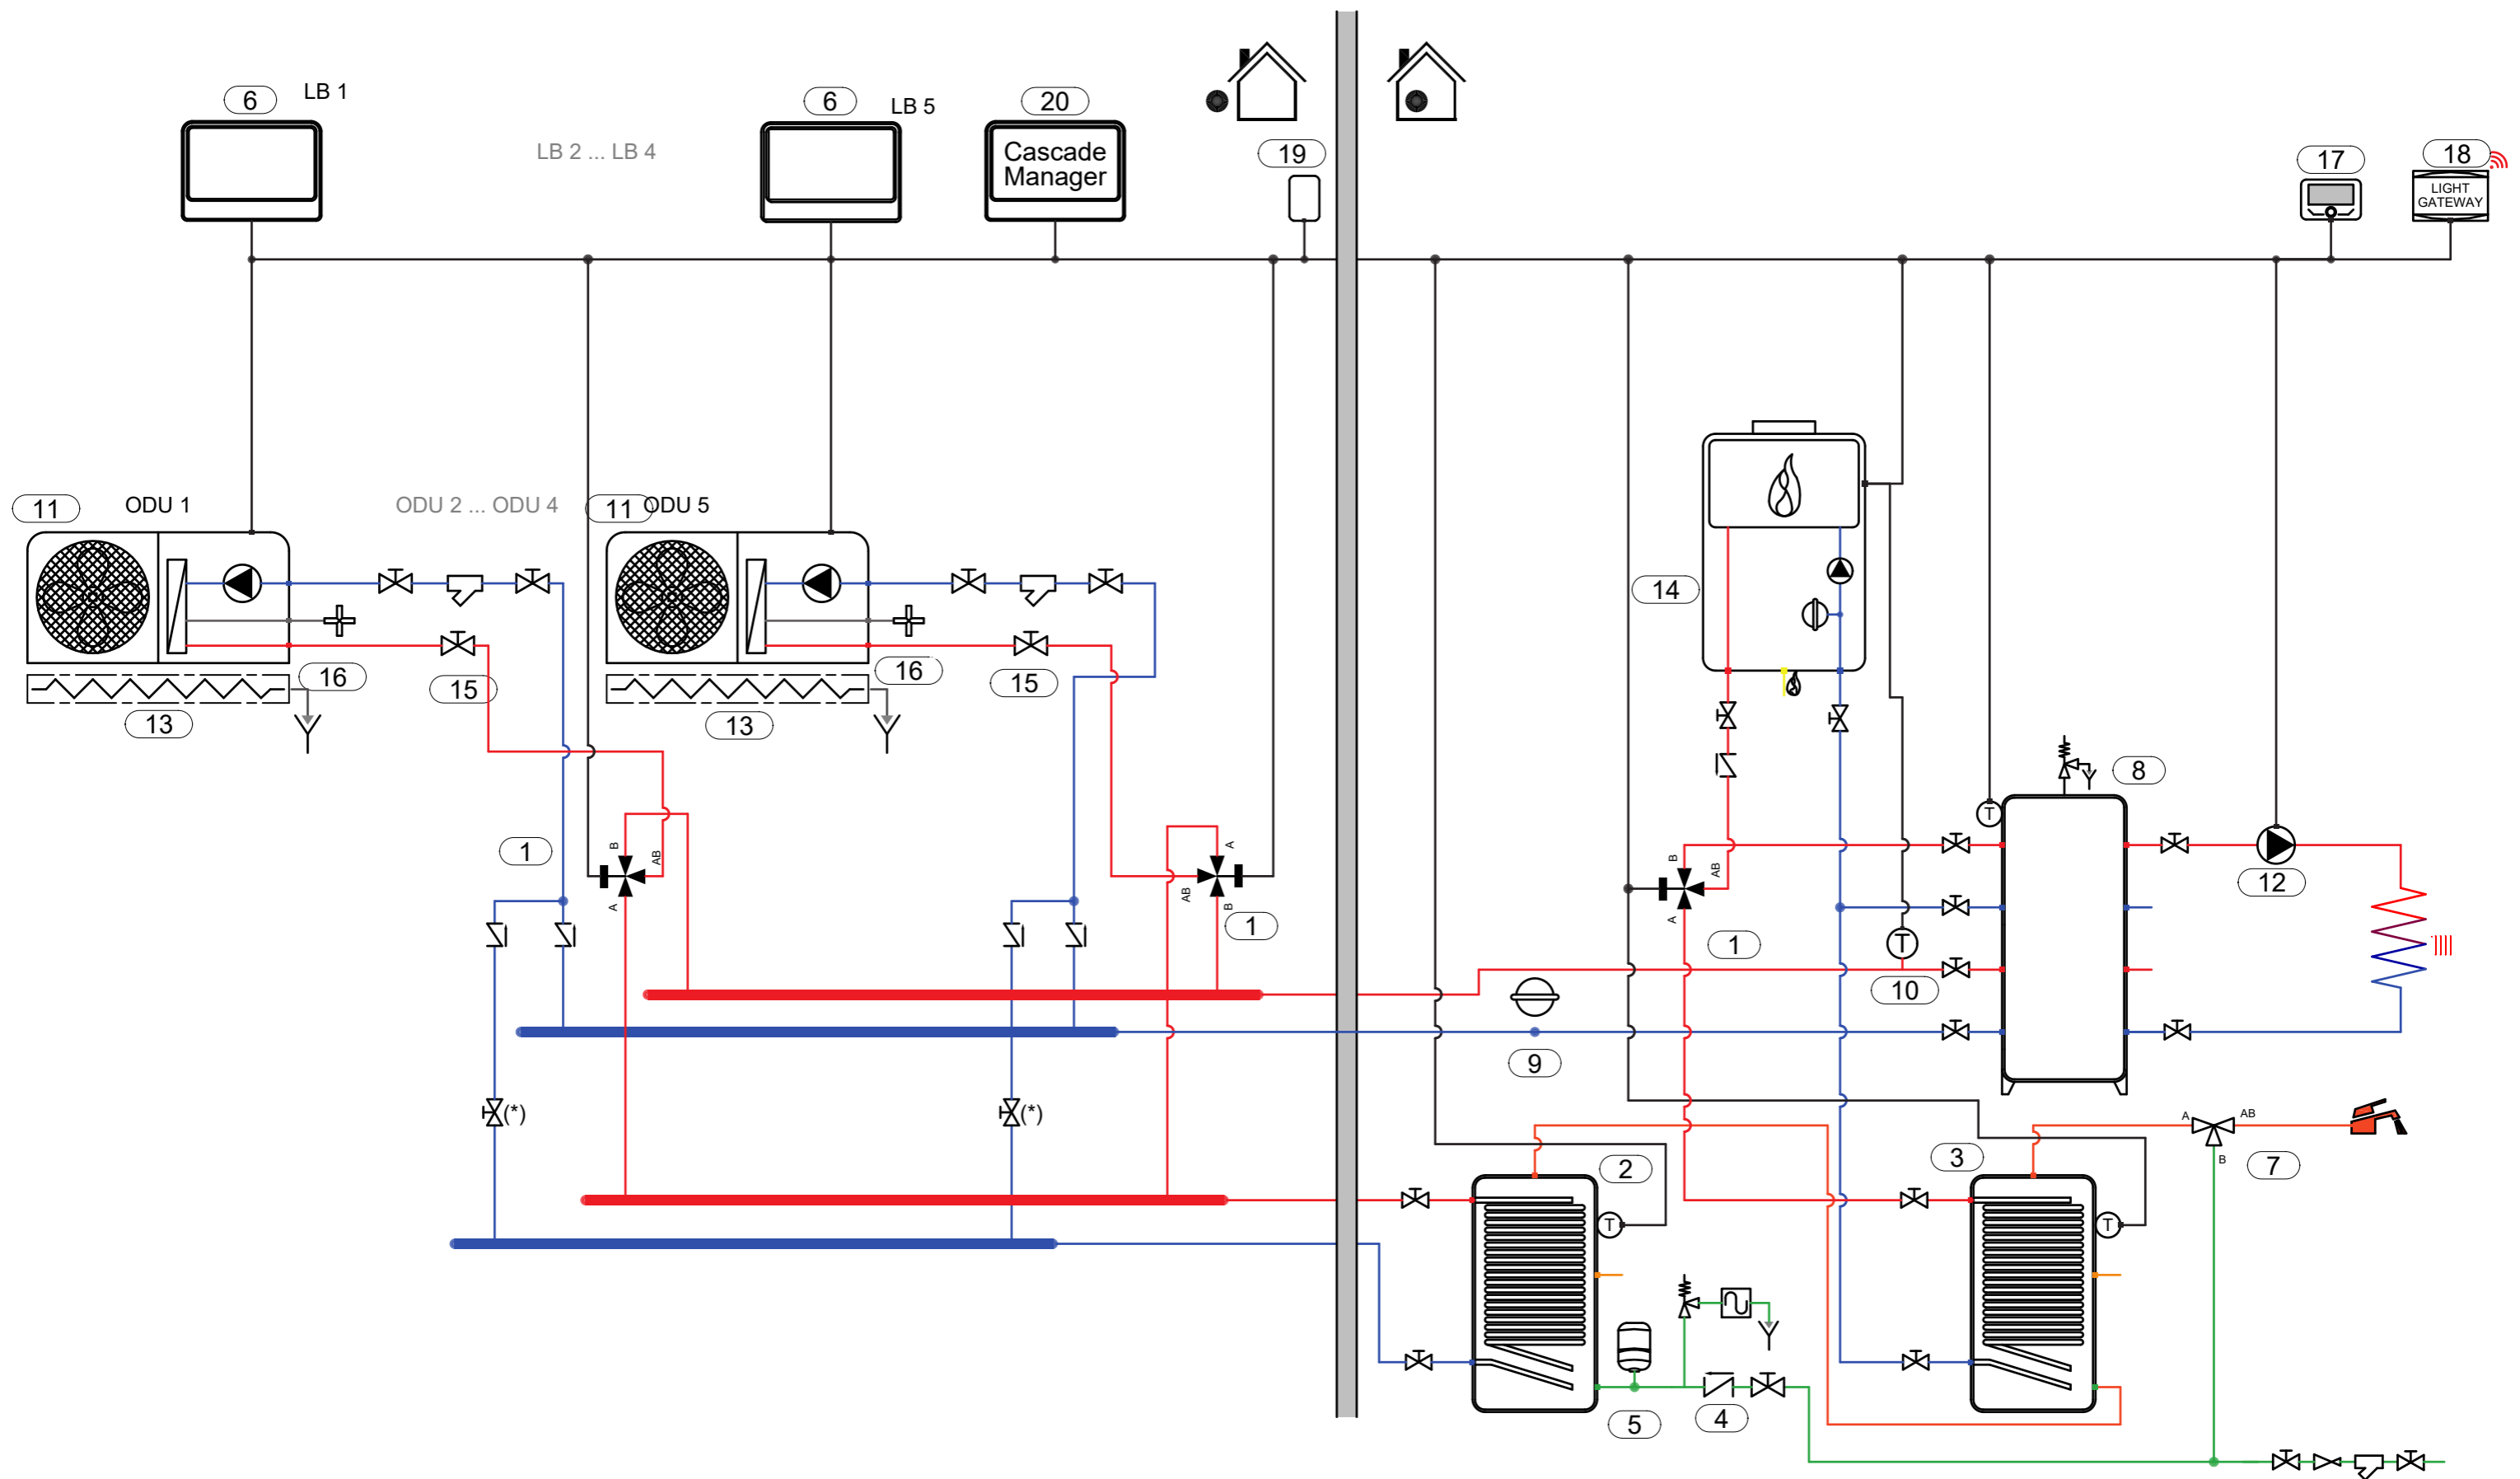 6
LB 1
6
LB 5
20
LB 2 ... LB 4
Cascade
Manager
19
17
18
LIGHT
GATEWAY
11
ODU 1
ODU 2 ... ODU 4
11
ODU 5
14
16
15
13
16
15
13
8
T
1
B
AB
A
A
AB
B
1
B
AB
A
1
12
T
10
9
(*)
(*)
2
T
3
T
A
AB
B
7
5
4